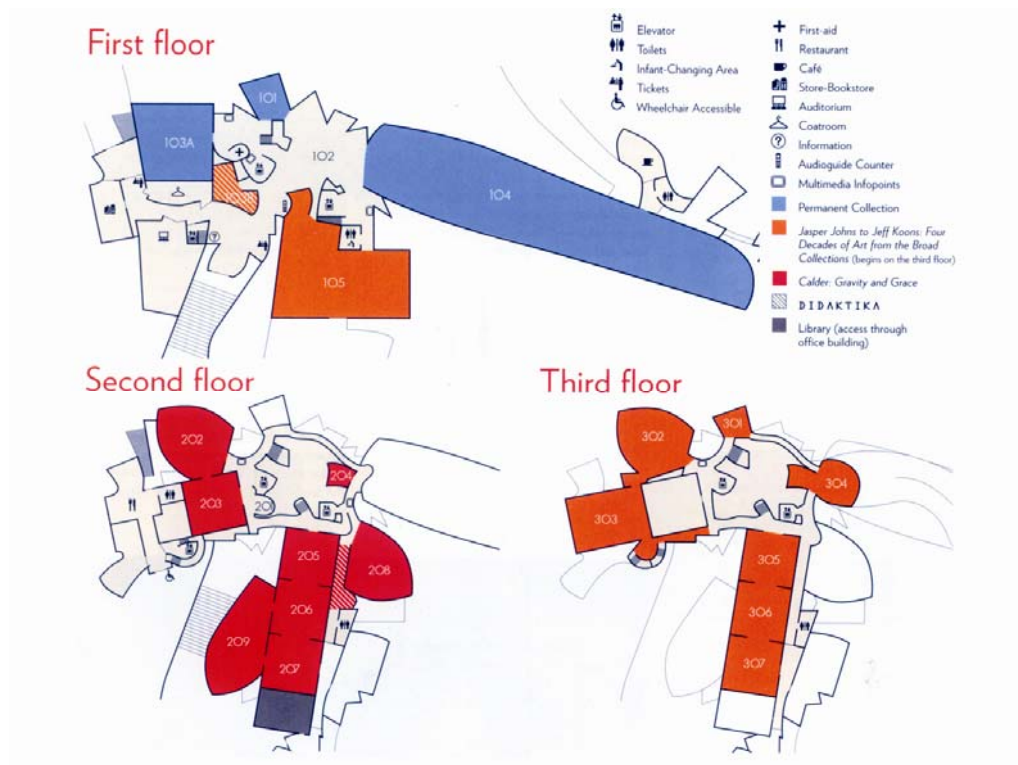 First floor
Elevator
Toilets
Infant-Changing Area
Tickets
Wheelchair Accessible
First-aid
Restaurant
Café
Store-Bookstore
Auditorium
Coatroom
? Information
Audioguide Counter
Multimedia Infopoints
Permanent Collection
Jasper Johns to Jeff Koons: Four
Decades of Art from the Broad
Collections (begins on the third floor)
Calder: Gravity and Grace
DIDAKTIKA
Library (access through
office building)
101
103A
102
104
105
Second floor
202
203
201
204
205
208
206
209
207
Third floor
301
302
303
304
305
306
307